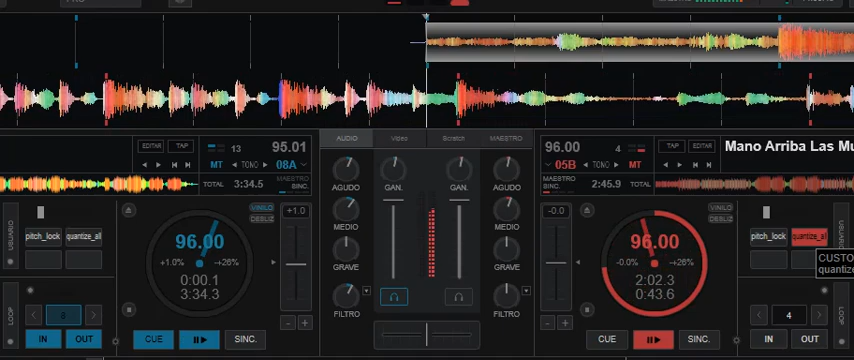 EDITAR TAP
13 95.01
MT TONO 08A
TOTAL 3:34.5 MAESTRO SINC.
AUDIO Video Scratch MAESTRO
96.00 4
05B TONO MT
MAESTRO SINC. TOTAL 2:45.9
EDITAR TAP
Mano Arriba Las Mu
AGUDO GAN. GAN. AGUDO
MEDIO MEDIO
GRAVE GRAVE
FILTRO FILTRO
USUARIO
pitch_lock quantize_all
VINILO
DESLIZ
+1.0
96.00
+1.0% →26%
0:00.1
3:34.3
LOOP
8
IN OUT
CUE SINC.
- +
-0.0
VINILO
DESLIZ
96.00
-0.0% →26%
2:02.3
0:43.6
- +
CUE SINC.
pitch_lock quantize_al
USUARIO
CUSTO
quantize
LOOP
4
IN OUT